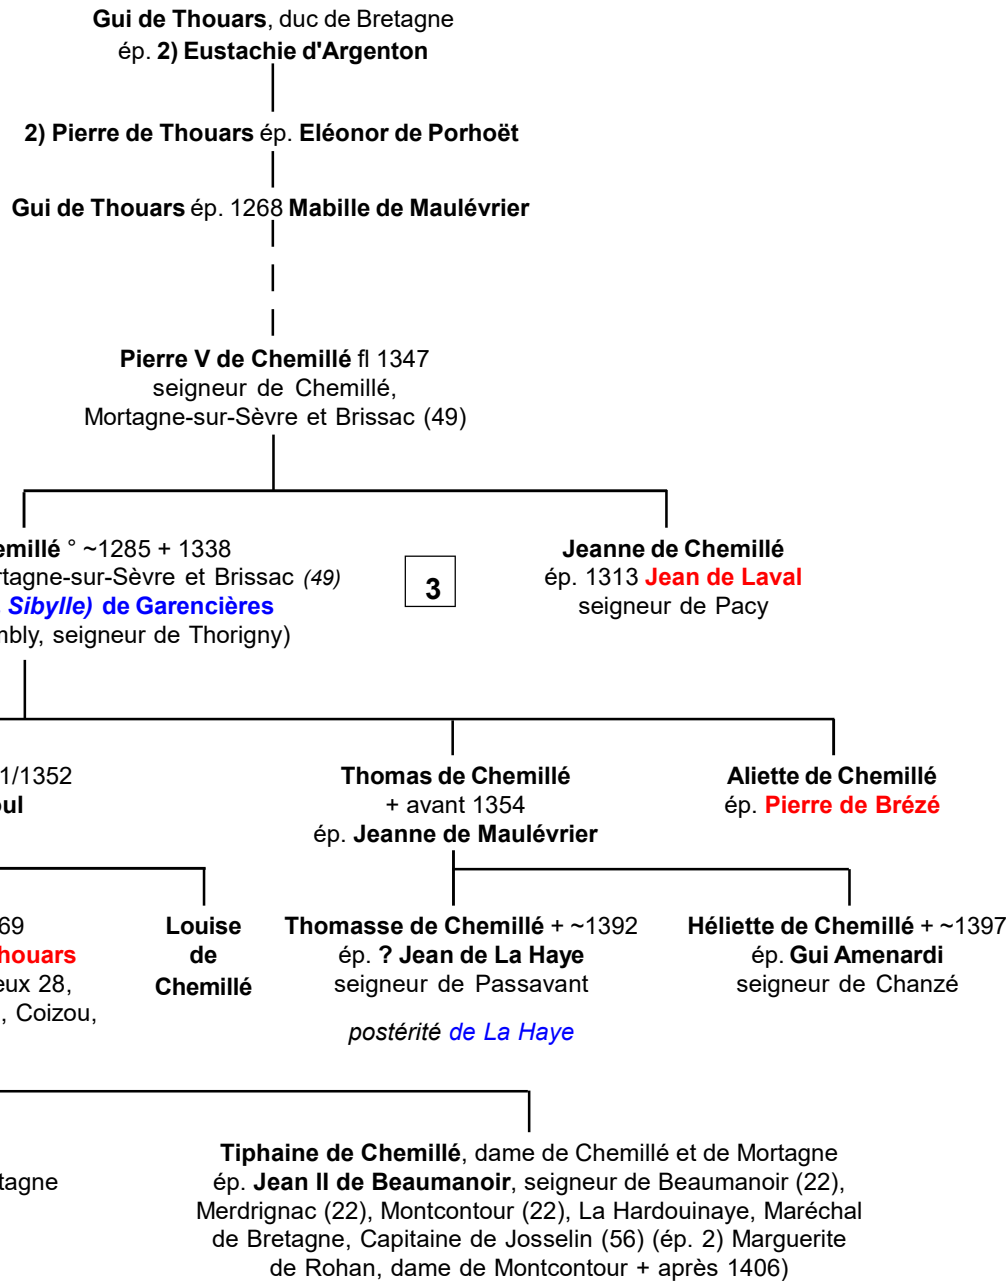 Gui de Thouars, duc de Bretagne
ép. 2) Eustachie d'Argenton
2) Pierre de Thouars ép. Eléonor de Porhoët
Gui de Thouars ép. 1268 Mabille de Maulévrier
Pierre V de Chemillé fl 1347
seigneur de Chemillé,
Mortagne-sur-Sèvre et Brissac (49)
emillé ° ~1285 + 1338
rtagne-sur-Sèvre et Brissac (49)
Sibylle) de Garencières
mbly, seigneur de Thorigny)
3
Jeanne de Chemillé
ép. 1313 Jean de Laval
seigneur de Pacy
1/1352
oul
Thomas de Chemillé
+ avant 1354
ép. Jeanne de Maulévrier
Aliette de Chemillé
ép. Pierre de Brézé
69
houars
eux 28,
, Coizou,
Louise
de
Chemillé
Thomasse de Chemillé + ~1392
ép. ? Jean de La Haye
seigneur de Passavant
postérité de La Haye
Héliette de Chemillé + ~1397
ép. Gui Amenardi
seigneur de Chanzé
tagne
Tiphaine de Chemillé, dame de Chemillé et de Mortagne
ép. Jean II de Beaumanoir, seigneur de Beaumanoir (22),
Merdrignac (22), Montcontour (22), La Hardouinaye, Maréchal
de Bretagne, Capitaine de Josselin (56) (ép. 2) Marguerite
de Rohan, dame de Montcontour + après 1406)